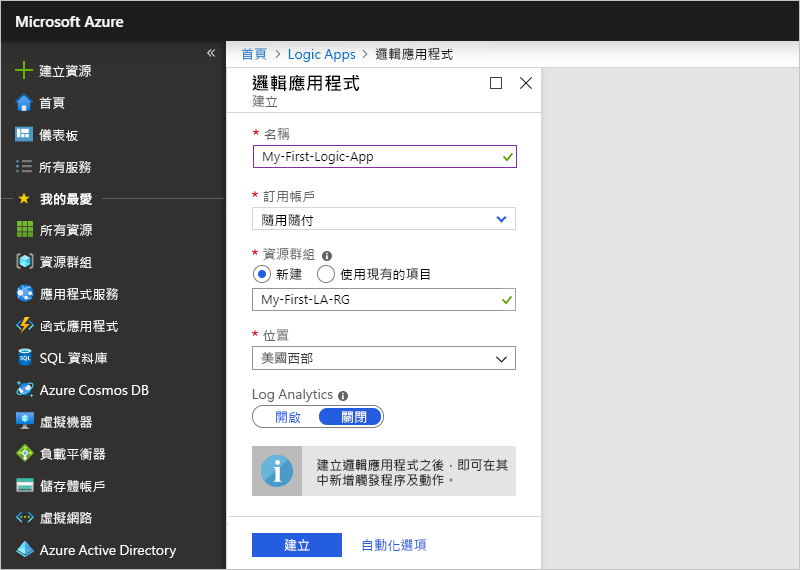 Microsoft Azure
«
建立資源
首頁
儀表板
所有服務
我的最愛
所有資源
資源群組
應用程式服務
函式應用程式
SQL 資料庫
Azure Cosmos DB
虛擬機器
負載平衡器
儲存體帳戶
虛擬網路
Azure Active Directory
首頁 > Logic Apps > 邏輯應用程式
邏輯應用程式
建立
* 名稱
My-First-Logic-App
* 訂用帳戶
隨用隨付
* 資源群組
新建 使用現有的項目
My-First-LA-RG
* 位置
美國西部
Log Analytics
開啟 關閉
建立邏輯應用程式之後，即可在其
中新增觸發程序及動作。
建立 自動化選項